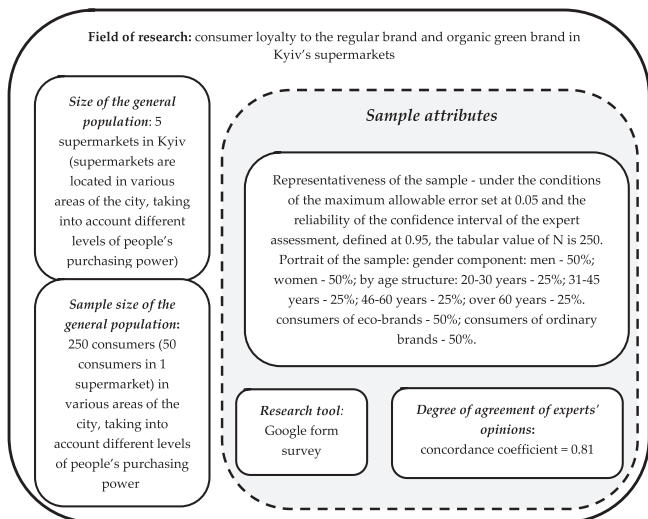 Field of research: consumer loyalty to the regular brand and organic green brand in
Kyiv's supermarkets
Size of the general
population: 5
supermarkets in Kyiv
(supermarkets are
located in various
areas of the city, taking
into account different
levels of people's
purchasing power)
Sample size of the
general population:
250 consumers (50
consumers in 1
supermarket) in
various areas of the
city, taking into
account different levels
of people's purchasing
power
Sample attributes
Representativeness of the sample - under the conditions
of the maximum allowable error set at 0.05 and the
reliability of the confidence interval of the expert
assessment, defined at 0.95, the tabular value of N is 250.
Portrait of the sample: gender component: men - 50%;
women - 50%; by age structure: 20-30 years - 25%; 31-45
years - 25%; 46-60 years - 25%; over 60 years - 25%.
consumers of eco-brands - 50%; consumers of ordinary
brands - 50%.
Research tool:
Google form
survey
Degree of agreement of experts'
opinions:
concordance coefficient = 0.81